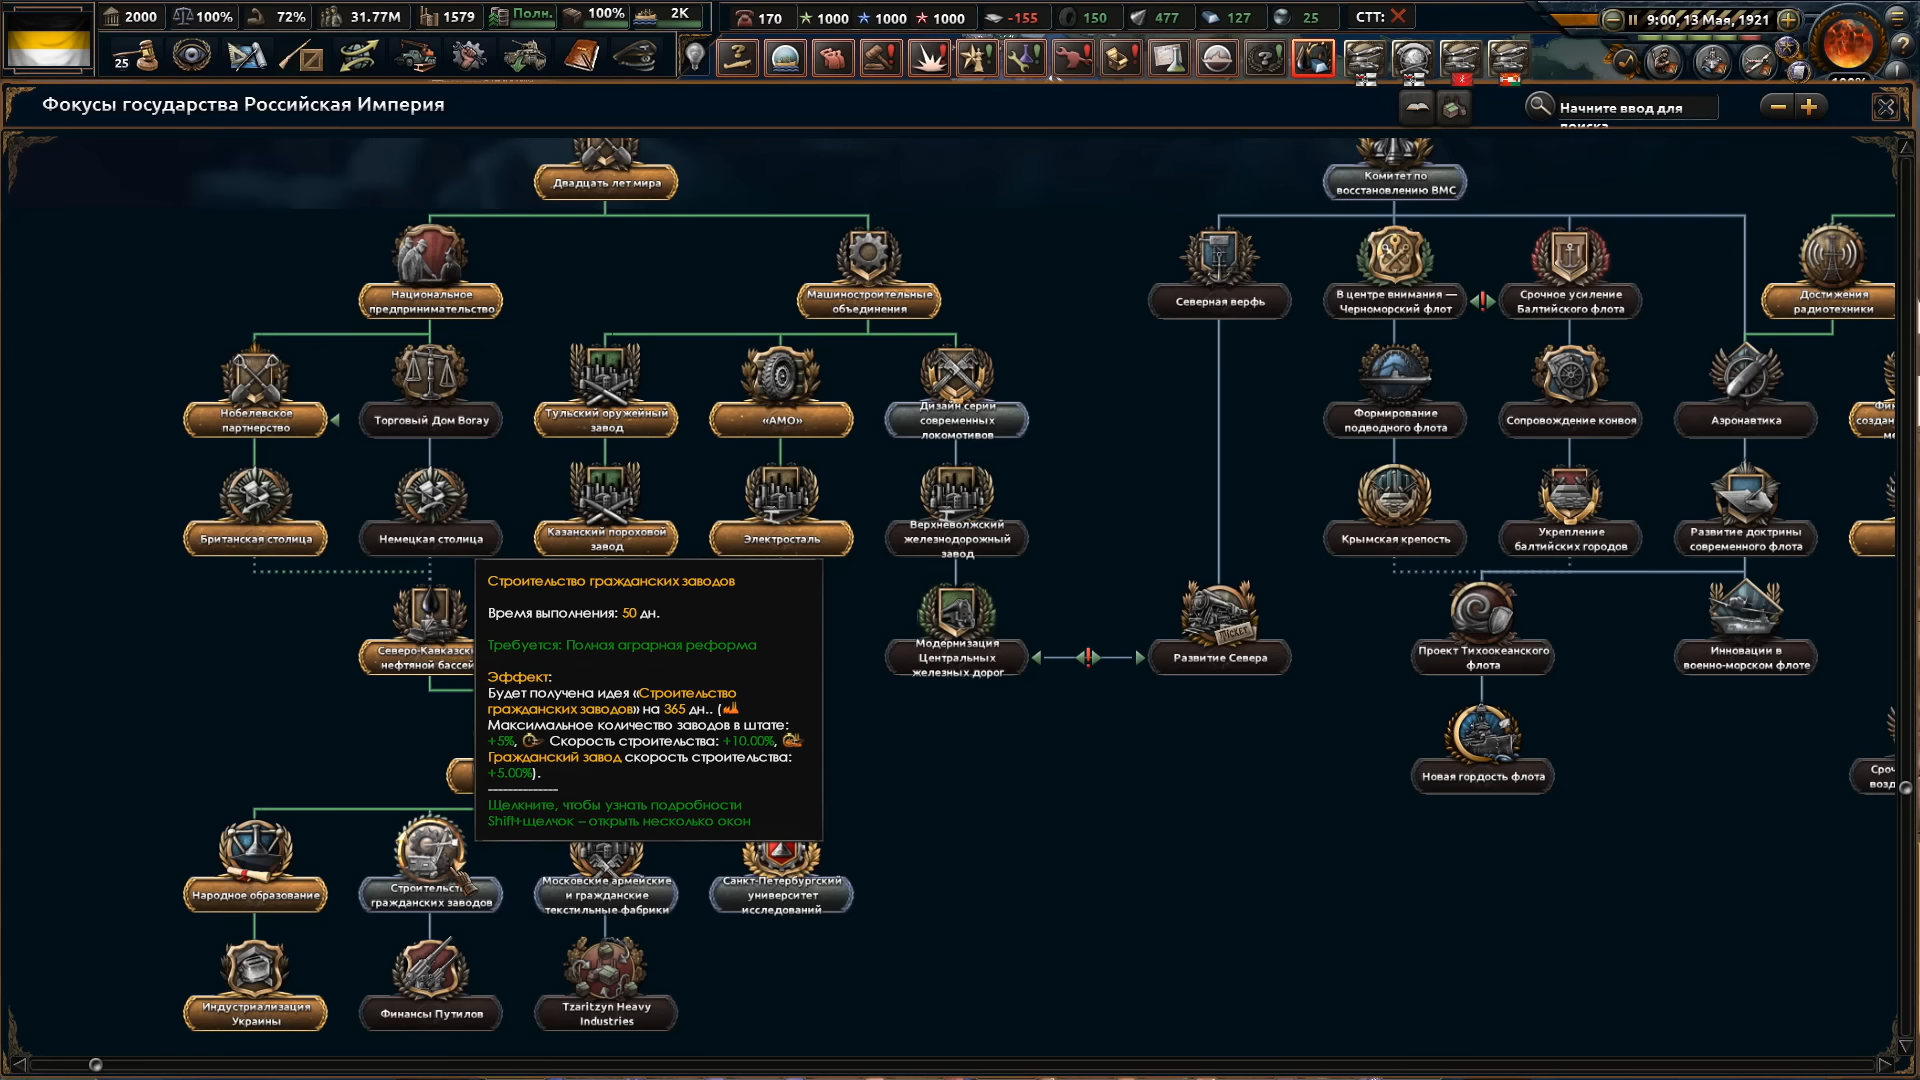 2000
100%
72%
31.77M
1579
Полн.
100%
2K
170
1000
1000
1000
-155
150
477
127
25
СТТ:
9:00, 13 Мая, 1921
25
100%
Фокусы государства Российская Империя
Начните ввод для
поиска
Двадцать лет мира
Комитет по
восстановлению ВМС
Национальное
предпринимательство
Машиностроительные
объединения
Северная верфь
В центре внимания —
Черноморский флот
Срочное усиление
Балтийского флота
Достижения
радиотехники
Нобелевское
партнерство
Торговый Дом Вогау
Тульский оружейный
завод
«АМО»
Дизайн серии
современных
локомотивов
Формирование
подводного флота
Сопровождение конвоя
Аэронавтика
Британская столица
Немецкая столица
Казанский пороховой
завод
Электросталь
Верхневолжский
железнодорожный
завод
Крымская крепость
Укрепление
балтийских городов
Развитие доктрины
современного флота
Северо-Кавказск
нефтяной бассей
Модернизация
Центральных
железных дорог
TICKET
Развитие Севера
Проект Тихоокеанского
флота
Инновации в
военно-морском флоте
Новая гордость флота
Строительство гражданских заводов
Время выполнения: 50 дн.
Требуется: Полная аграрная реформа
Эффект:
Будет получена идея «Строительство
гражданских заводов» на 365 дн.. (
Максимальное количество заводов в штате:
+5%, Скорость строительства: +10.00%,
Гражданский завод скорость строительства:
+5.00%).
--------------
Щелкните, чтобы узнать подробности
Shift+щелчок – открыть несколько окон
Народное образование
Строительст
гражданских заводов
Московские армейские
и гражданские
текстильные фабрики
Санкт-Петербургский
университет
исследований
Индустриализация
Украины
Финансы Путилов
Tzaritzyn Heavy
Industries